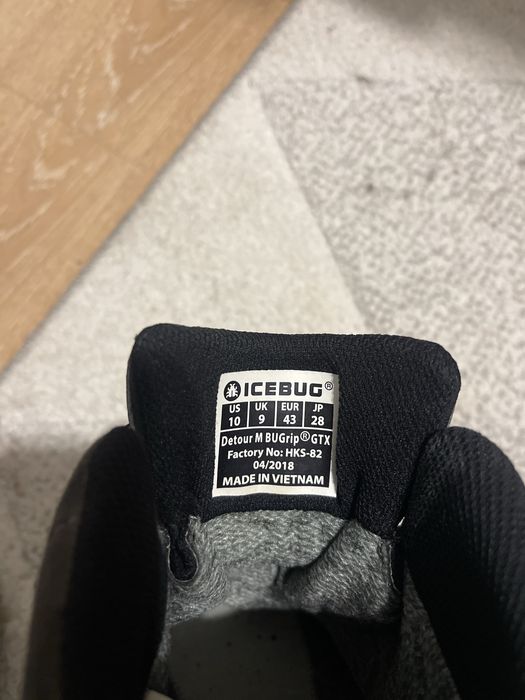 ICEBUG®
US UK EUR JP
10 9 43 28
Detour M BUGrip® GTX
Factory No: HKS-82
04/2018
MADE IN VIETNAM